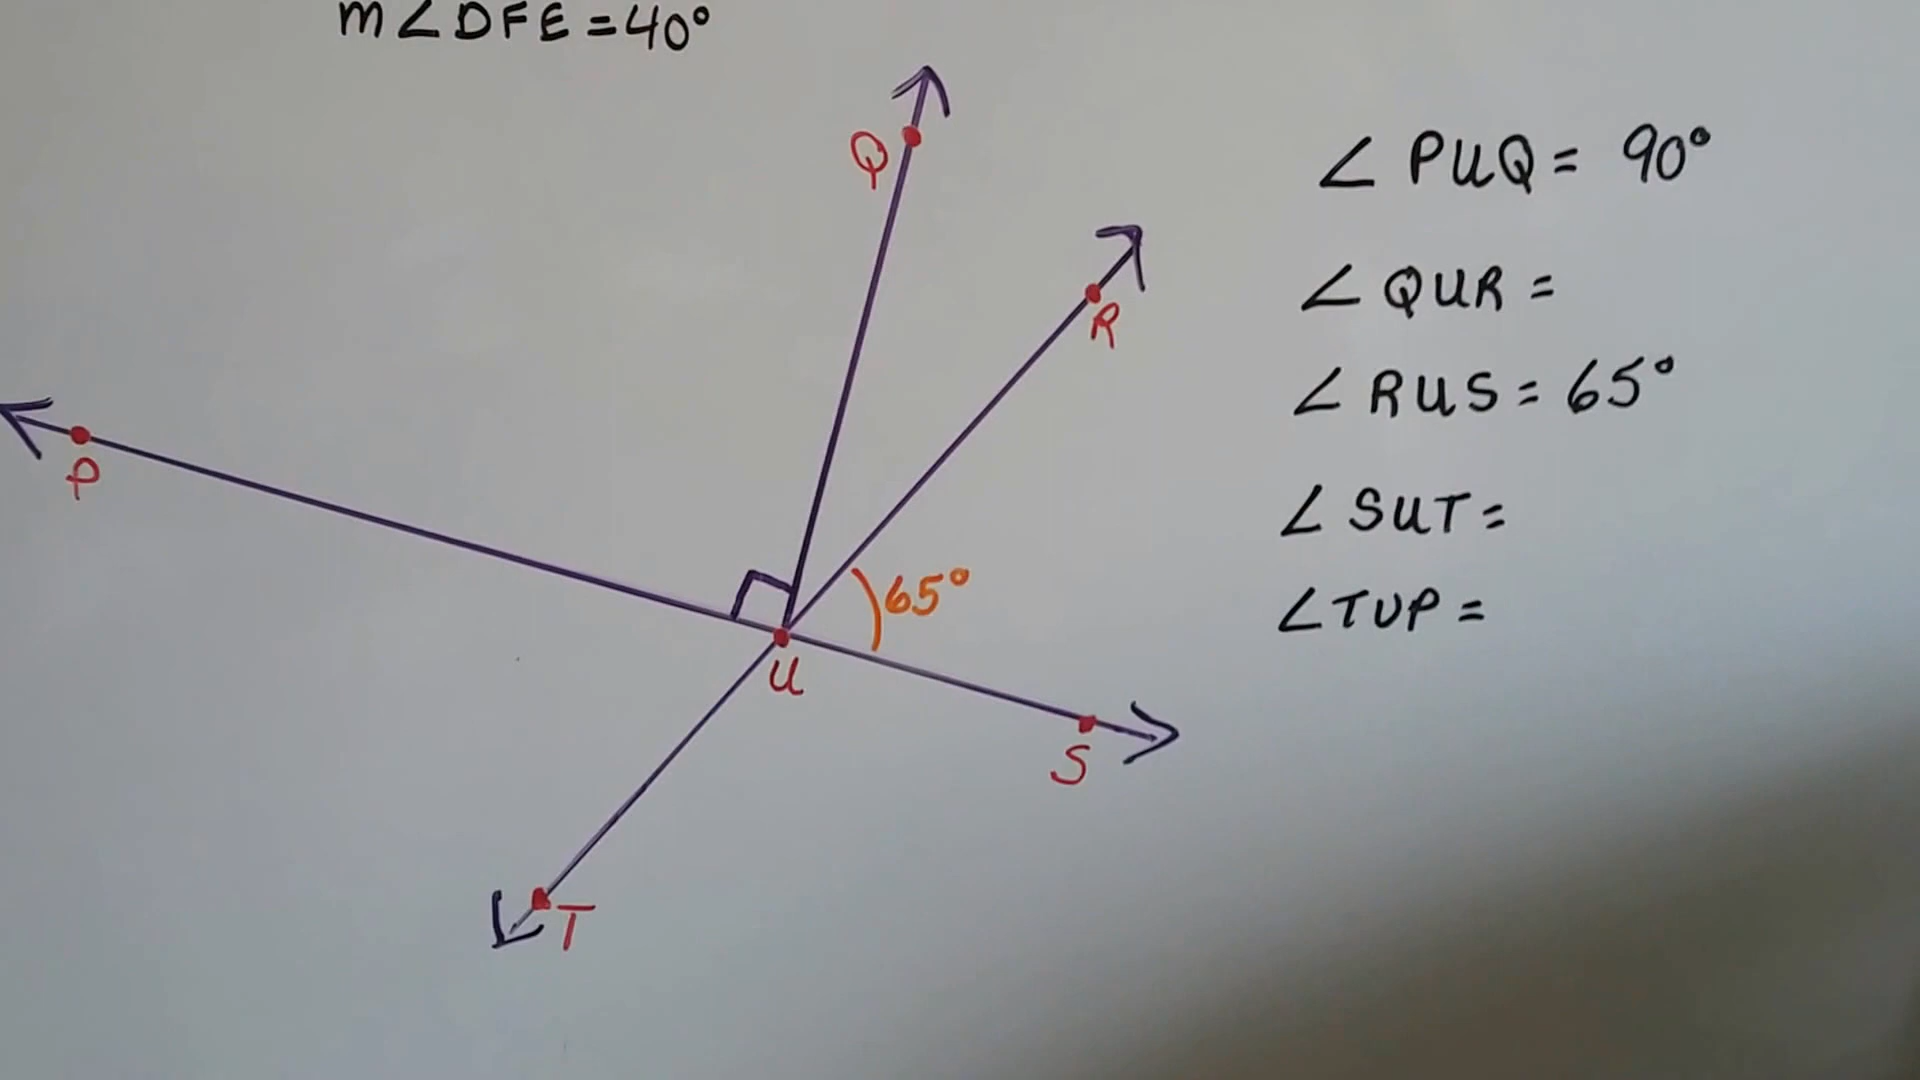 m∠DFE=40°
Q
R
P
65°
U
S
T
∠PUQ= 90°
∠QUR=
∠RUS=65°
∠SUT=
∠TUP=